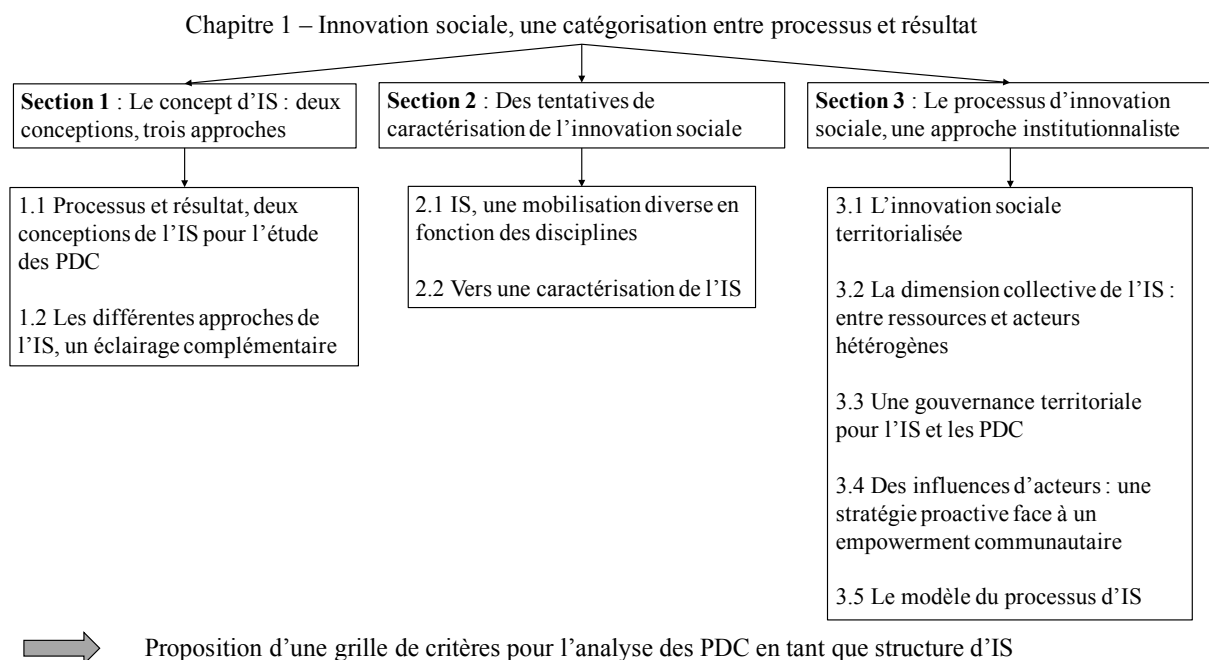 Chapitre 1 – Innovation sociale, une catégorisation entre processus et résultat
Section 1 : Le concept d’IS : deux
conceptions, trois approches
Section 2 : Des tentatives de
caractérisation de l’innovation sociale
Section 3 : Le processus d’innovation
sociale, une approche institutionnaliste
1.1 Processus et résultat, deux
conceptions de l’IS pour l’étude
des PDC
1.2 Les différentes approches de
l’IS, un éclairage complémentaire
2.1 IS, une mobilisation diverse en
fonction des disciplines
2.2 Vers une caractérisation de l’IS
3.1 L’innovation sociale
territorialisée
3.2 La dimension collective de l’IS :
entre ressources et acteurs
hétérogènes
3.3 Une gouvernance territoriale
pour l’IS et les PDC
3.4 Des influences d’acteurs : une
stratégie proactive face à un
empowerment communautaire
3.5 Le modèle du processus d’IS
Proposition d’une grille de critères pour l’analyse des PDC en tant que structure d’IS